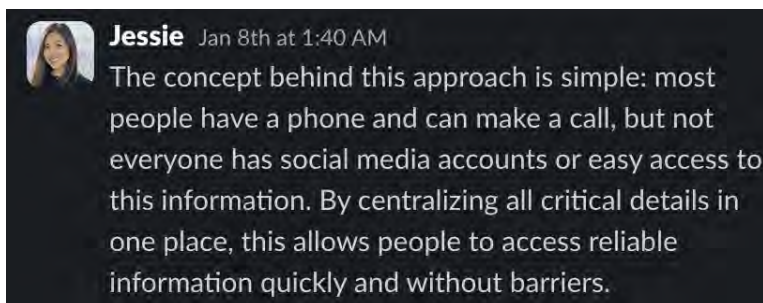 Jessie Jan 8th at 1:40 AM
The concept behind this approach is simple: most
people have a phone and can make a call, but not
everyone has social media accounts or easy access to
this information. By centralizing all critical details in
one place, this allows people to access reliable
information quickly and without barriers.